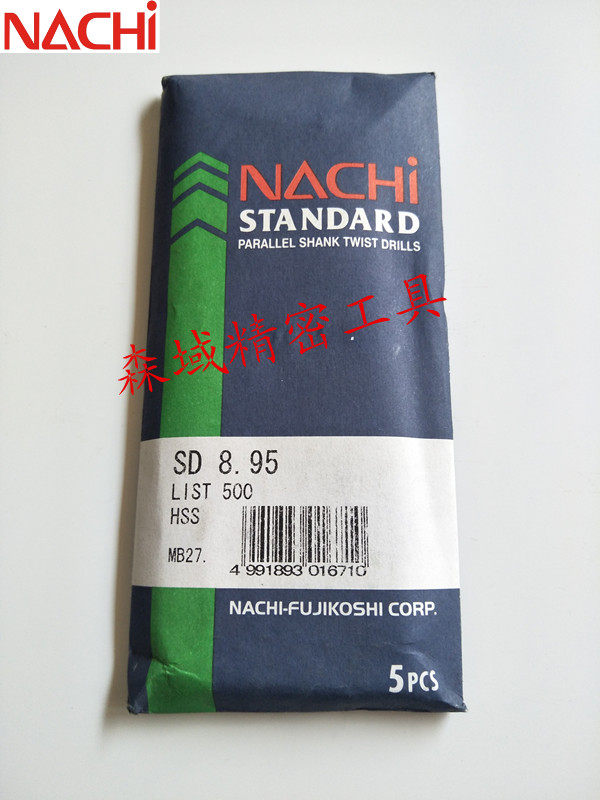 NACHi
NACHi
STANDARD
PARALLEL SHANK TWIST DRILLS
森域精密工具
SD 8.95
LIST 500
HSS
MB27.
4 991893 016710
NACHI-FUJIKOSHI CORP.
5PCS